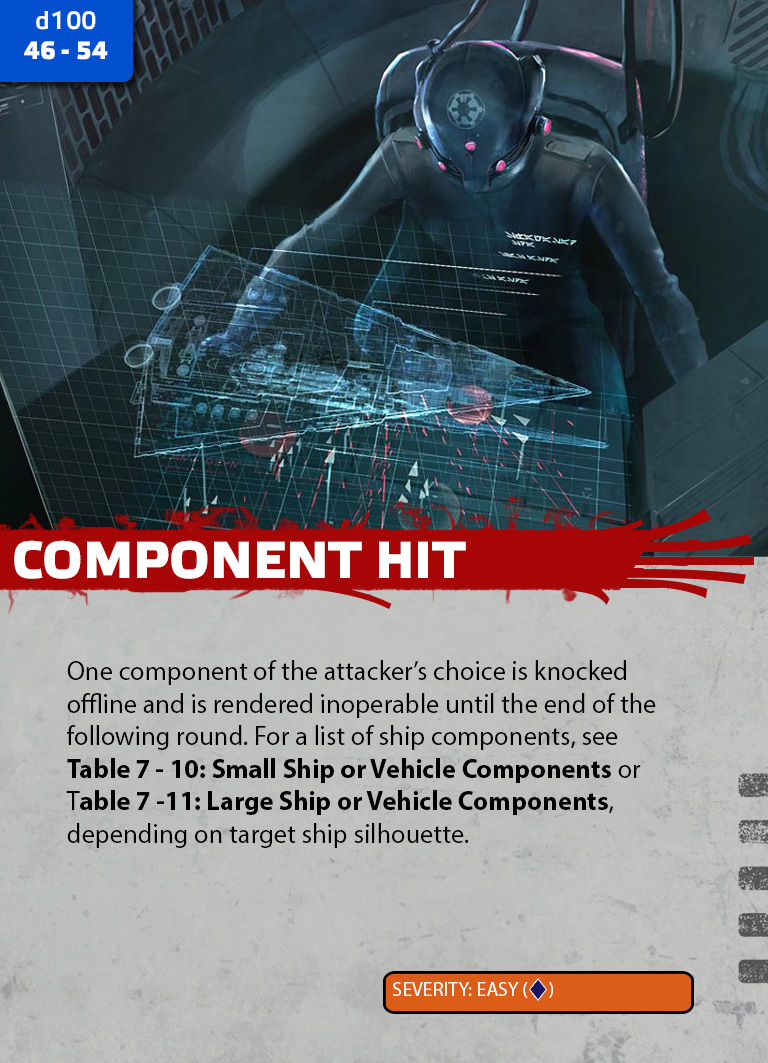 d100
46 - 54
COMPONENT HIT
One component of the attacker’s choice is knocked
offline and is rendered inoperable until the end of the
following round. For a list of ship components, see
Table 7 - 10: Small Ship or Vehicle Components or
Table 7 -11: Large Ship or Vehicle Components,
depending on target ship silhouette.
SEVERITY: EASY (♦)